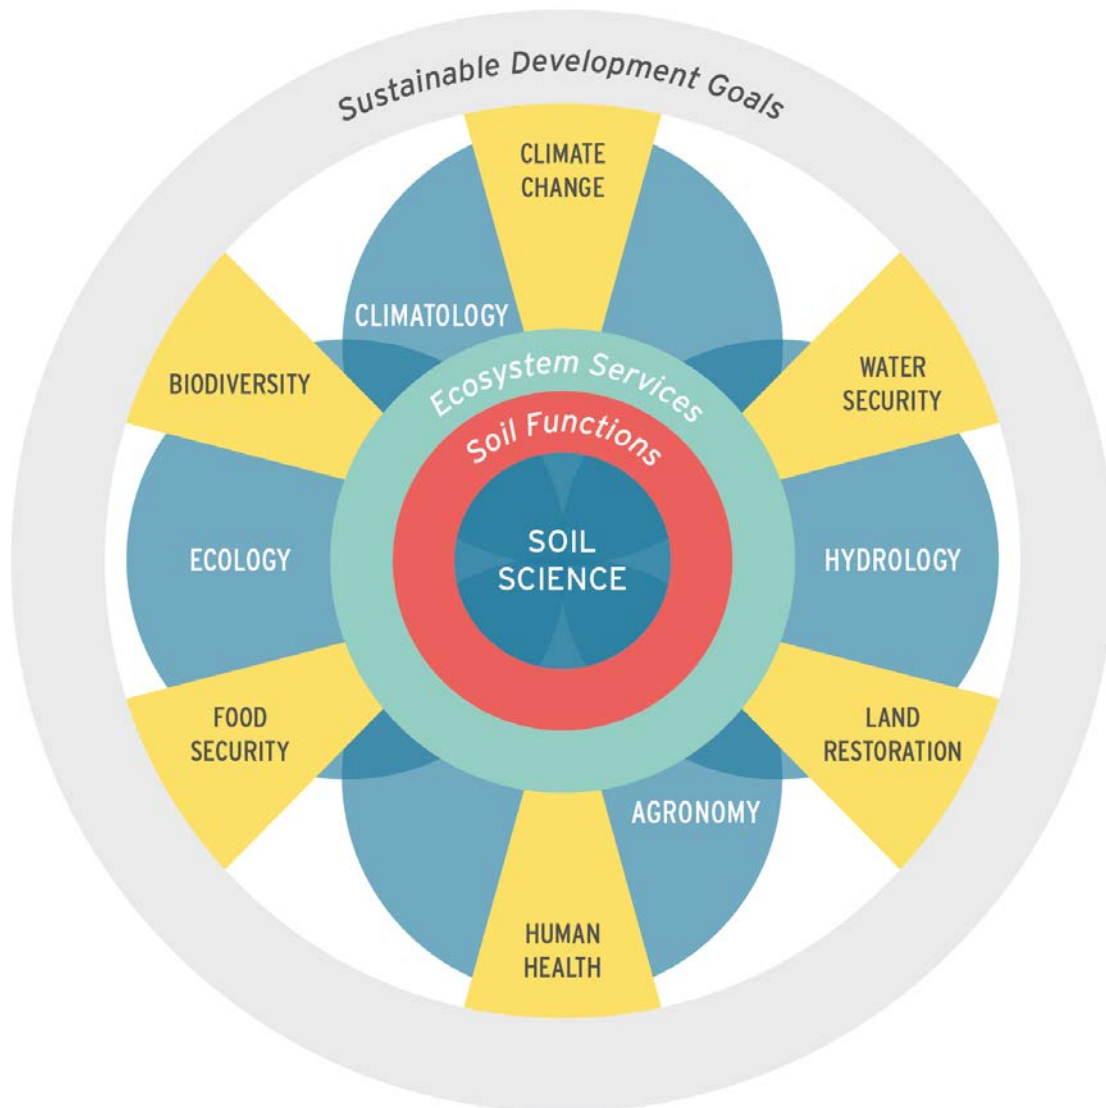 Sustainable Development Goals
CLIMATE
CHANGE
CLIMATOLOGY
BIODIVERSITY
WATER
SECURITY
Ecosystem Services
Soil Functions
SOIL
SCIENCE
ECOLOGY
HYDROLOGY
FOOD
SECURITY
LAND
RESTORATION
AGRONOMY
HUMAN
HEALTH